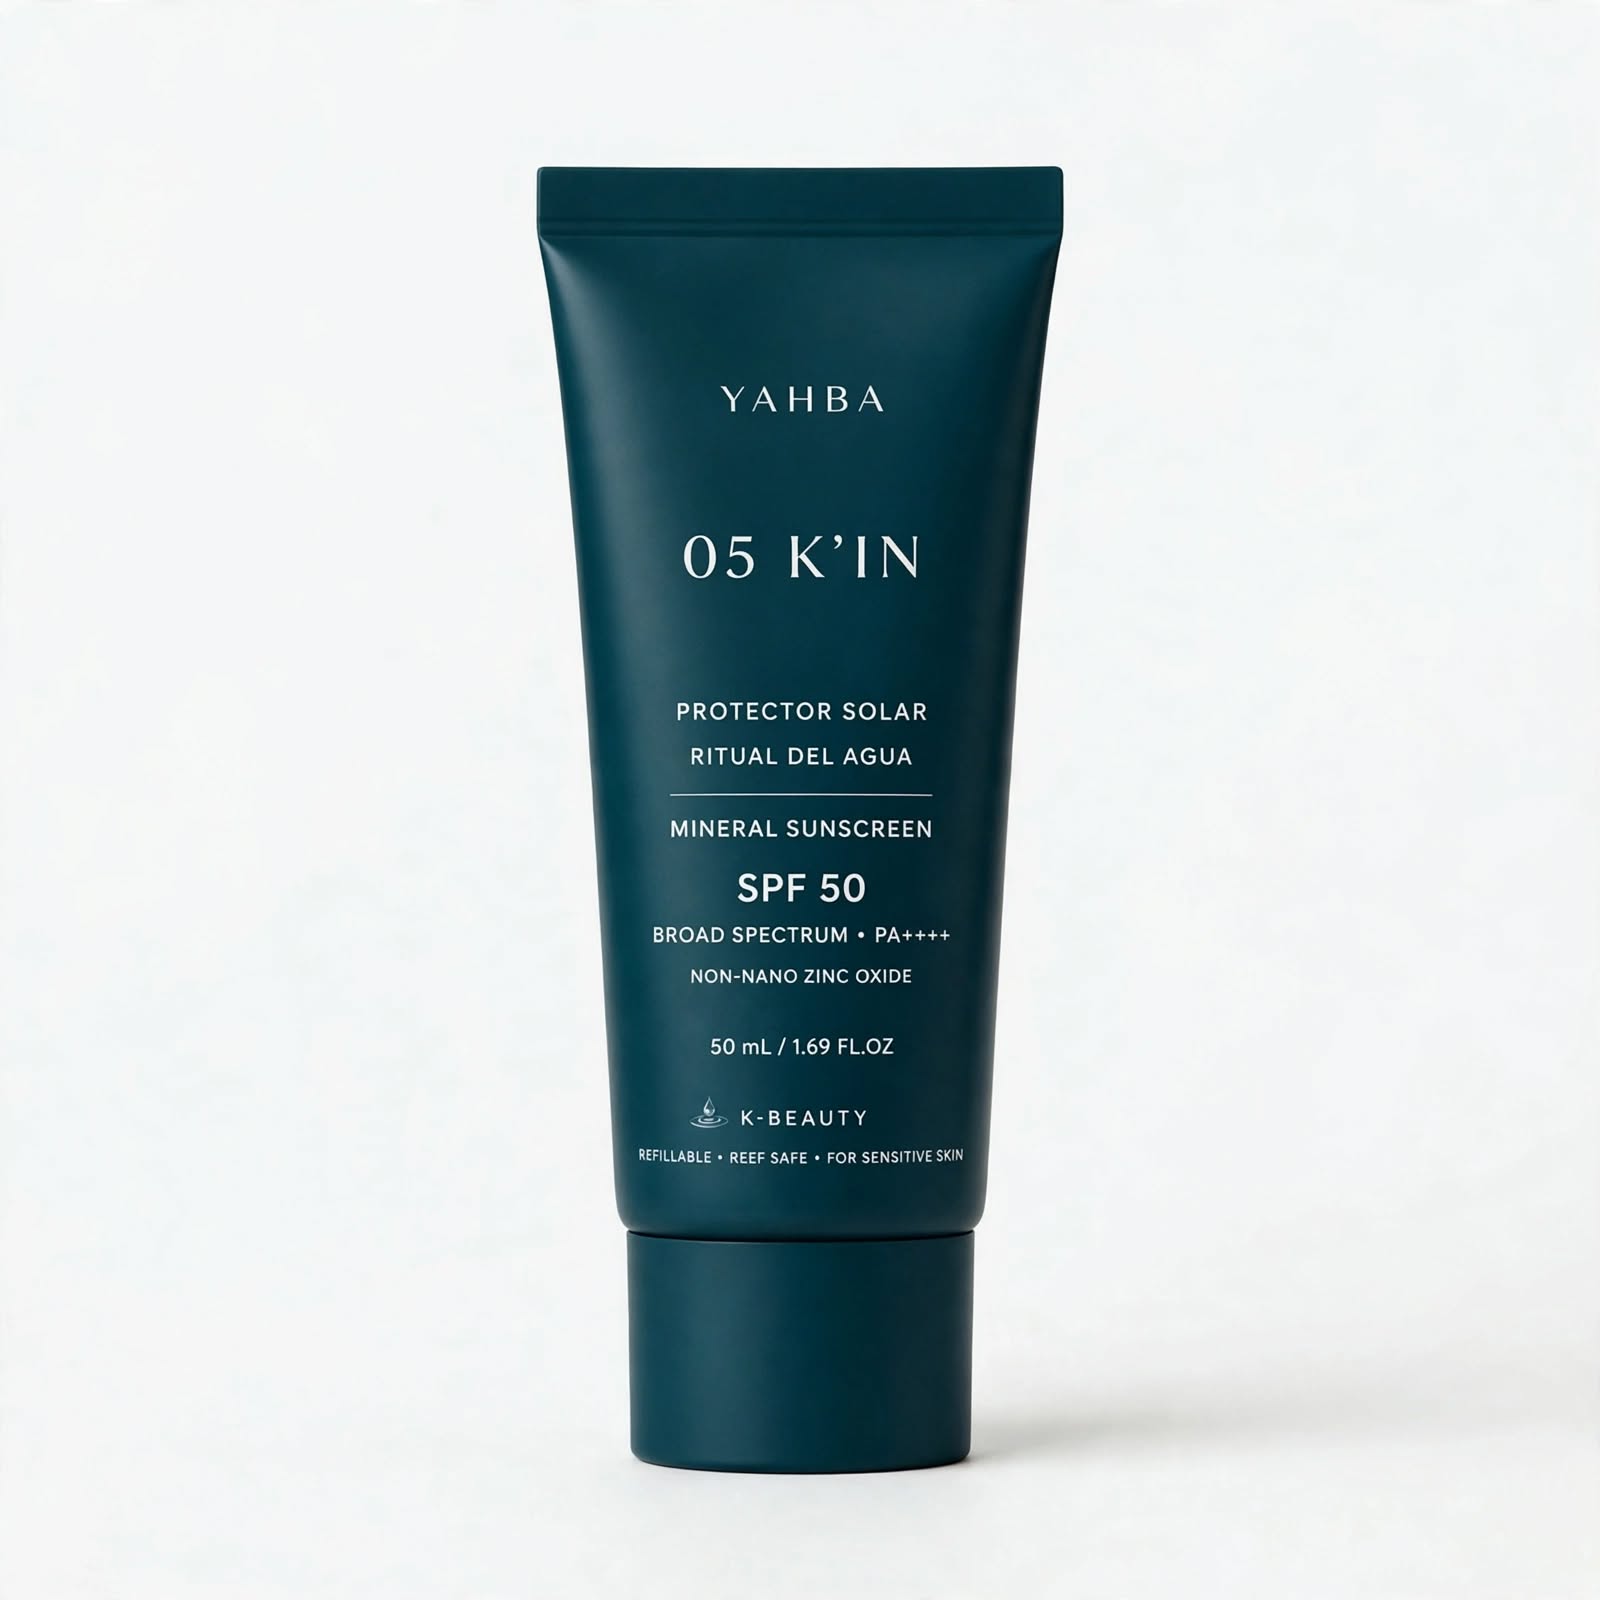 YAHBA
05 K’IN
PROTECTOR SOLAR
RITUAL DEL AGUA
MINERAL SUNSCREEN
SPF 50
BROAD SPECTRUM • PA++++
NON-NANO ZINC OXIDE
50 mL / 1.69 FL.OZ
K-BEAUTY
REFILLABLE • REEF SAFE • FOR SENSITIVE SKIN